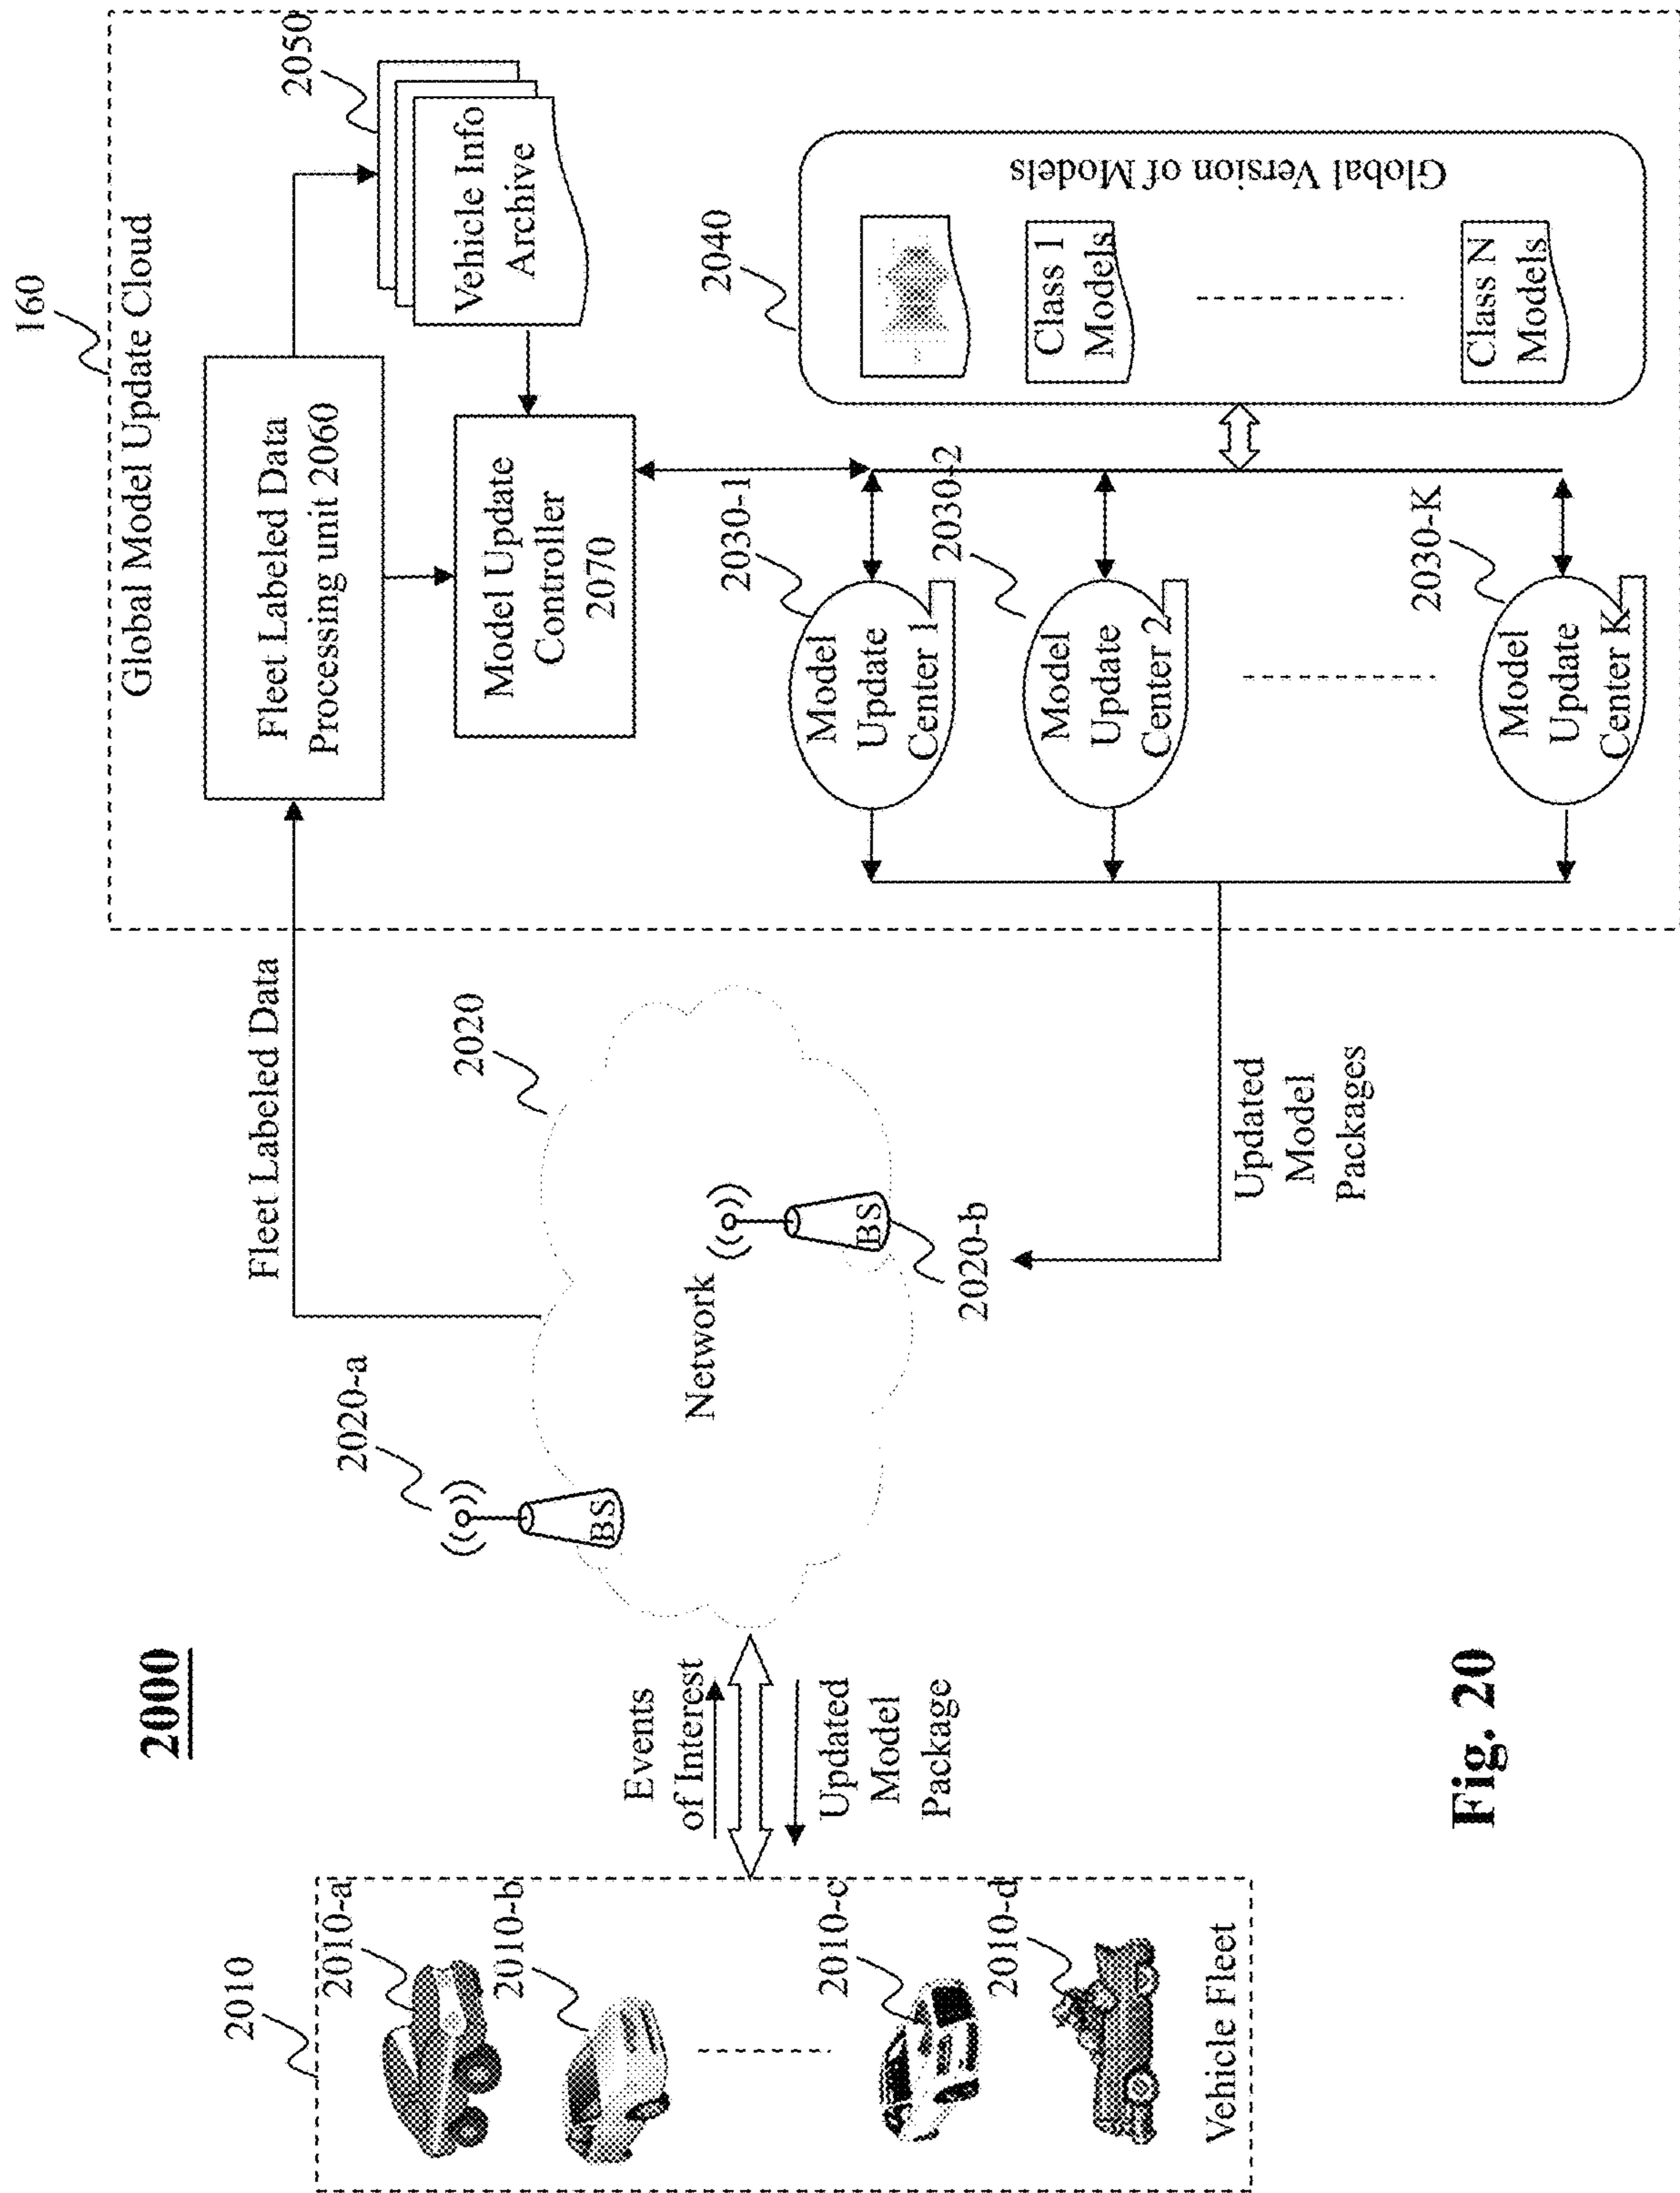 2000
160
Global Model Update Cloud
2050
Fleet Labeled Data
Processing unit 2060
Vehicle Info
Archive
Fleet Labeled Data
Model Update
Controller
2070
2010
2010-a
2010-b
2010-c
2010-d
Vehicle Fleet
Events
of Interest
Updated
Model
Package
2020-a
BS
2020
Network
BS
2020-b
Updated
Model
Packages
2030-1
Model
Update
Center 1
2030-2
Model
Update
Center 2
2030-K
Model
Update
Center K
2040
Class 1
Models
Class N
Models
Global Version of Models
Fig. 20